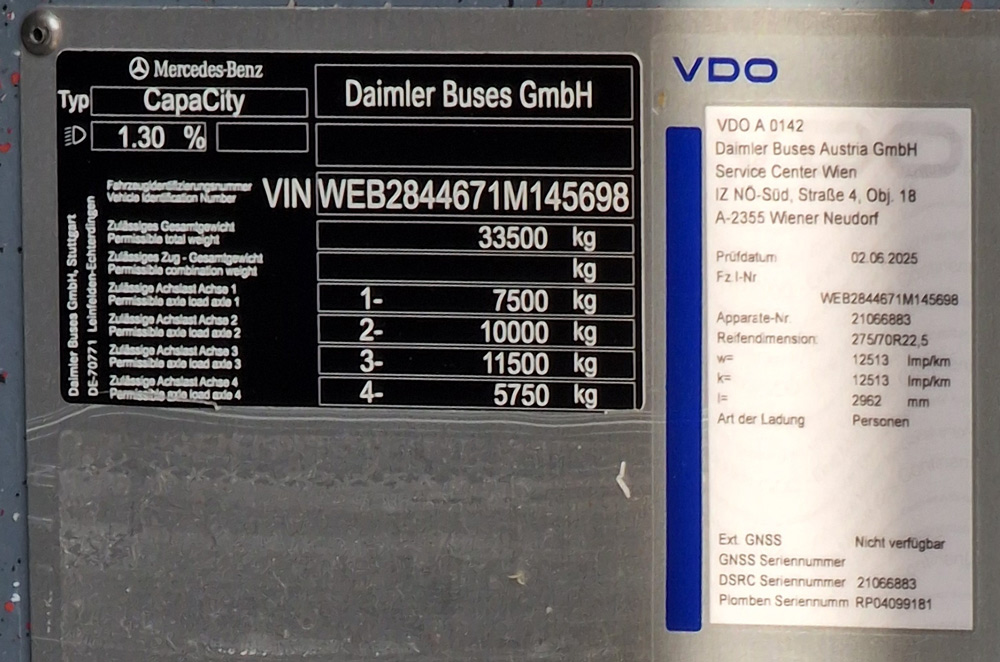 Mercedes-Benz
Typ CapaCity
Daimler Buses GmbH
1.30 %
Fahrzeugidentifizierungsnummer
Vehicle Identification Number
VIN WEB2844671M145698
Zulässiges Gesamtgewicht
Permissible total weight
33500 kg
Zulässiges Zug - Gesamtgewicht
Permissible combination weight
kg
Zulässige Achslast Achse 1
Permissible axle load axle 1
1- 7500 kg
Zulässige Achslast Achse 2
Permissible axle load axle 2
2- 10000 kg
Zulässige Achslast Achse 3
Permissible axle load axle 3
3- 11500 kg
Zulässige Achslast Achse 4
Permissible axle load axle 4
4- 5750 kg
Daimler Buses GmbH, Stuttgart
DE-70771 Leinfelden-Echterdingen
VDO
VDO A 0142
Daimler Buses Austria GmbH
Service Center Wien
IZ NÖ-Süd, Straße 4, Obj. 18
A-2355 Wiener Neudorf
Prüfdatum 02.06.2025
Fz.I-Nr
WEB2844671M145698
Apparate-Nr. 21066883
Reifendimension: 275/70R22,5
w= 12513 Imp/km
k= 12513 Imp/km
l= 2962 mm
Art der Ladung Personen
Ext. GNSS Nicht verfügbar
GNSS Seriennummer
DSRC Seriennummer 21066883
Plomben Seriennumm RP04099181